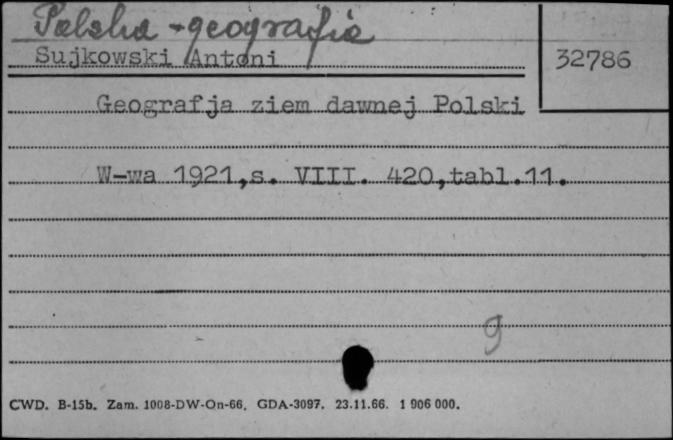 Polska - geografia
Sujkowski Antoni
32786
Geografja ziem dawnej Polski
W-wa 1921,s. VIII. 420,tabl.11.
g
CWD. B-15b. Zam. 1008-DW-On-66. GDA-3097. 23.11.66. 1 906 000.